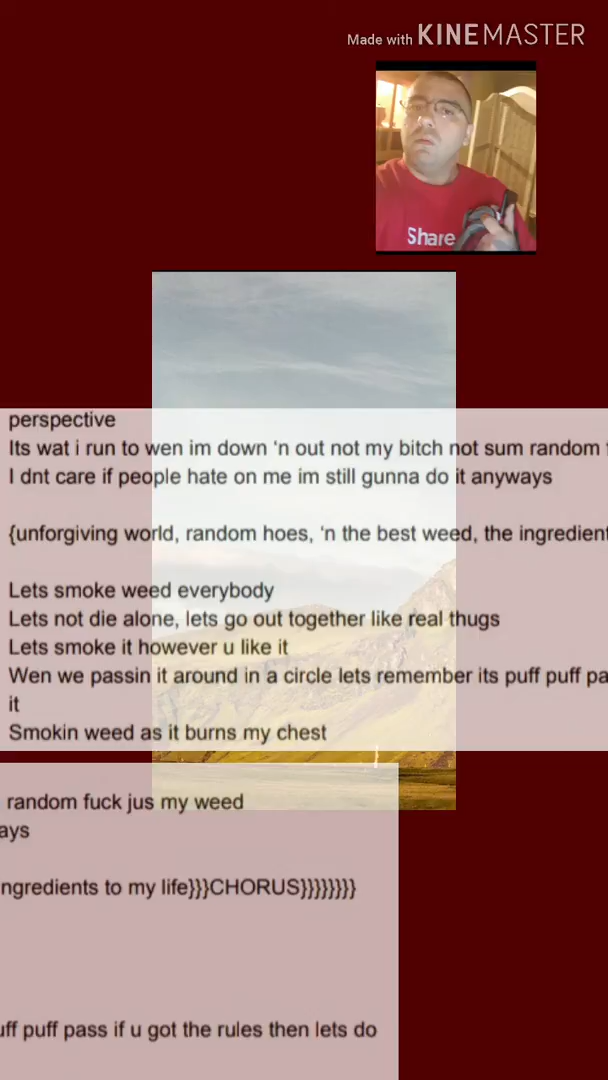 Made with KINEMASTER
Share
perspective
Its wat i run to wen im down 'n out not my bitch not sum random
I dnt care if people hate on me im still gunna do it anyways
{unforgiving world, random hoes, 'n the best weed, the ingredient
Lets smoke weed everybody
Lets not die alone, lets go out together like real thugs
Lets smoke it however u like it
Wen we passin it around in a circle lets remember its puff puff pa
it
Smokin weed as it burns my chest
random fuck jus my weed
ays
ngredients to my life}}}CHORUS}}}}}}}}
uff puff pass if u got the rules then lets do